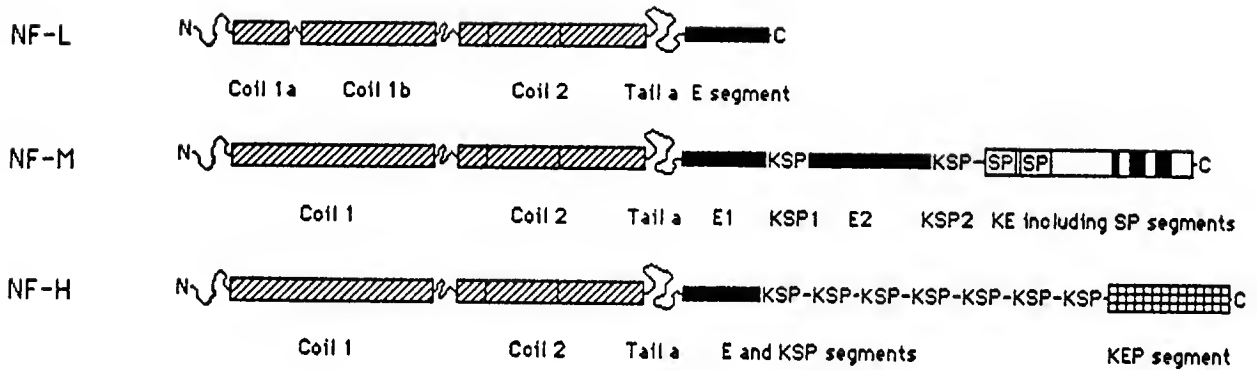 NF-L N C
Coil 1a Coil 1b Coil 2 Tail a E segment
NF-M N KSP KSP SP SP C
Coil 1 Coil 2 Tail a E1 KSP1 E2 KSP2 KE including SP segments
NF-H N KSP-KSP-KSP-KSP-KSP-KSP-KSP C
Coil 1 Coil 2 Tail a E and KSP segments KEP segment